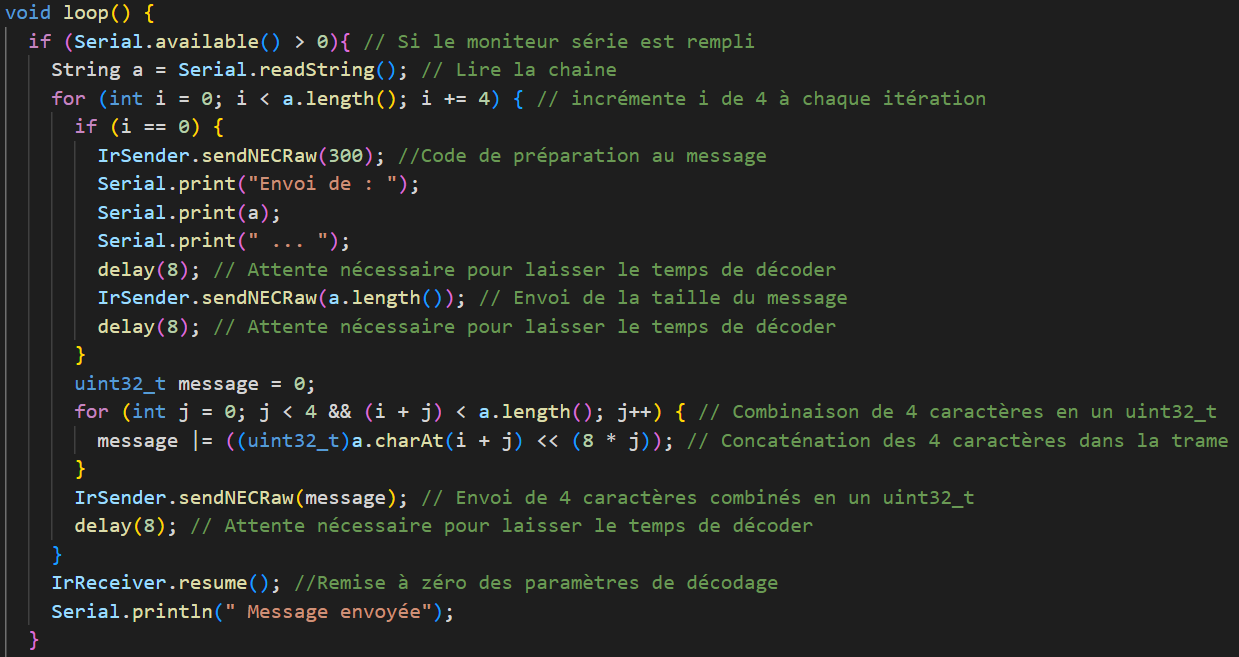 void loop() {
  if (Serial.available() > 0){ // Si le moniteur série est rempli
    String a = Serial.readString(); // Lire la chaine
    for (int i = 0; i < a.length(); i += 4) { // incrémente i de 4 à chaque itération
      if (i == 0) {
        IrSender.sendNECRaw(300); //Code de préparation au message
        Serial.print("Envoi de : ");
        Serial.print(a);
        Serial.print(" ... ");
        delay(8); // Attente nécessaire pour laisser le temps de décoder
        IrSender.sendNECRaw(a.length()); // Envoi de la taille du message
        delay(8); // Attente nécessaire pour laisser le temps de décoder
      }
      uint32_t message = 0;
      for (int j = 0; j < 4 && (i + j) < a.length(); j++) { // Combinaison de 4 caractères en un uint32_t
        message |= ((uint32_t)a.charAt(i + j) << (8 * j)); // Concaténation des 4 caractères dans la trame
      }
      IrSender.sendNECRaw(message); // Envoi de 4 caractères combinés en un uint32_t
      delay(8); // Attente nécessaire pour laisser le temps de décoder
    }
    IrReceiver.resume(); //Remise à zéro des paramètres de décodage
    Serial.println(" Message envoyée");
  }